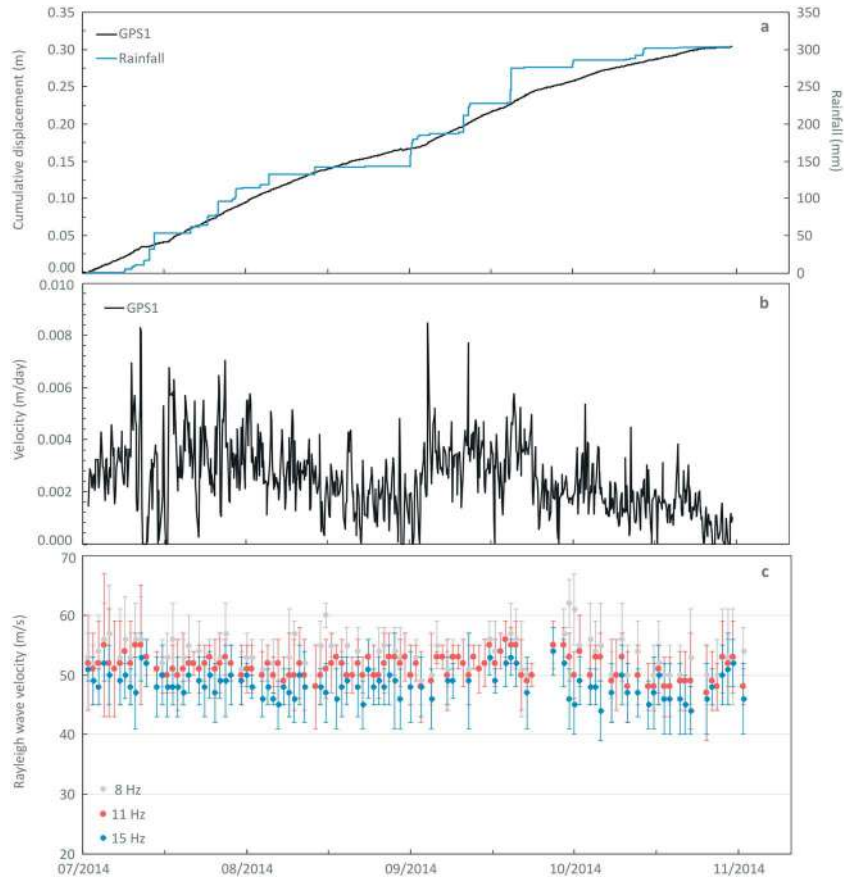 a
GPS1
Rainfall
Cumulative displacement (m)
0.30
0.25
0.20
0.15
0.10
0.05
0.00
350
300
250
200
150
100
50
0
Rainfall (mm)
b
GPS1
Velocity (m/day)
0.010
0.008
0.006
0.004
0.002
0.000
c
Rayleigh wave velocity (m/s)
70
60
50
40
30
20
8 Hz
11 Hz
15 Hz
07/2014
08/2014
09/2014
10/2014
11/2014